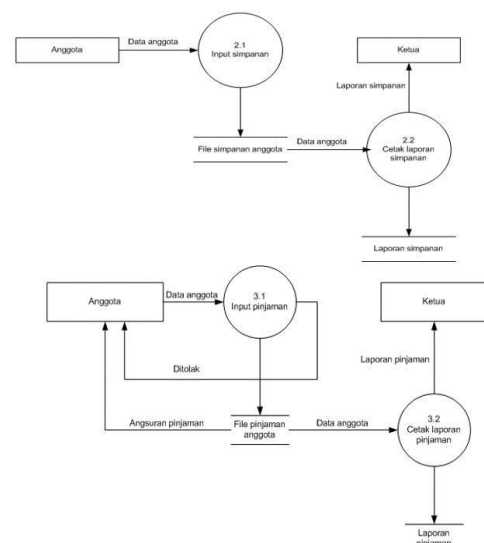 Anggota
Data anggota
2.1
Input simpanan
Ketua
Laporan simpanan
File simpanan anggota
Data anggota
2.2
Cetak laporan
simpanan
Laporan simpanan
Anggota
Data anggota
3.1
Input pinjaman
Ketua
Ditolak
Laporan pinjaman
Angsuran pinjaman
File pinjaman
anggota
Data anggota
3.2
Cetak laporan
pinjaman
Laporan
pinjaman